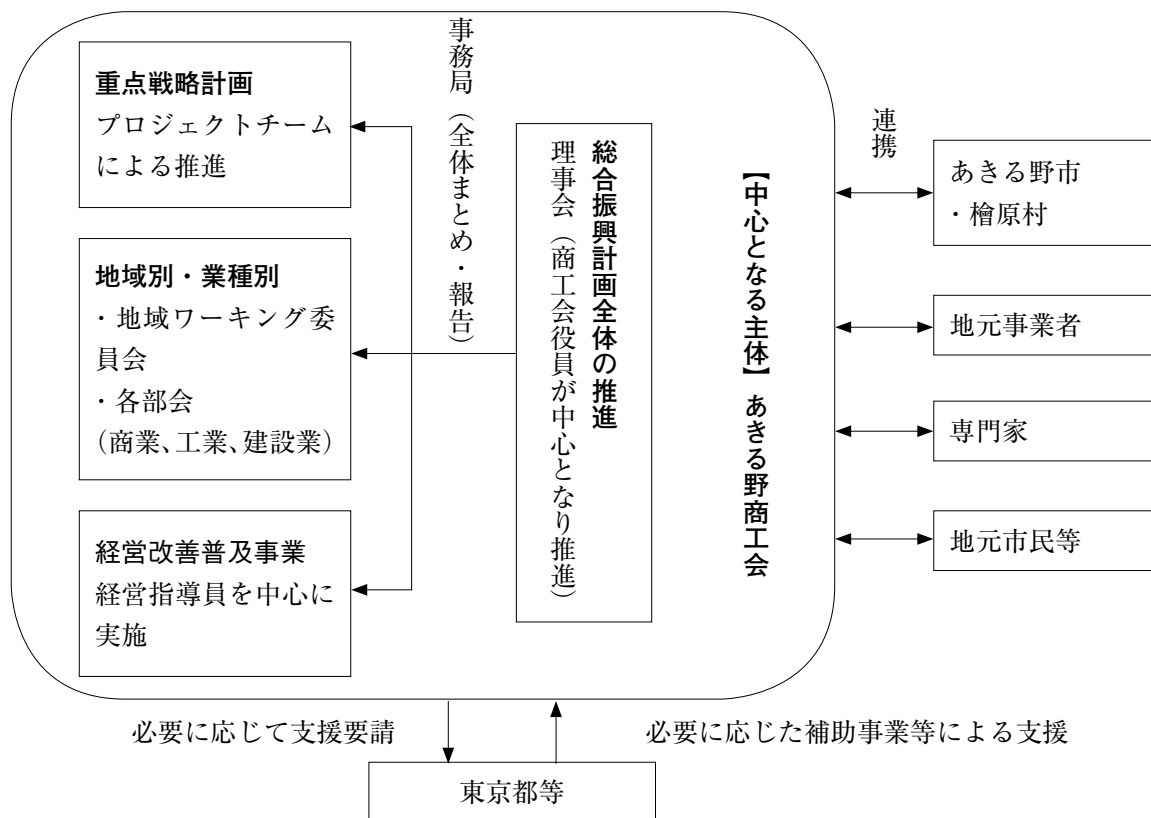 重点戦略計画
プロジェクトチーム
による推進
地域別・業種別
・地域ワーキング委
員会
・各部会
(商業、工業、建設業)
経営改善普及事業
経営指導員を中心に
実施
事務局(全体まとめ・報告)
総合振興計画全体の推進
理事会(商工会役員が中心となり推進)
【中心となる主体】あきる野商工会
連携
あきる野市
・檜原村
地元事業者
専門家
地元市民等
必要に応じて支援要請
必要に応じた補助事業等による支援
東京都等